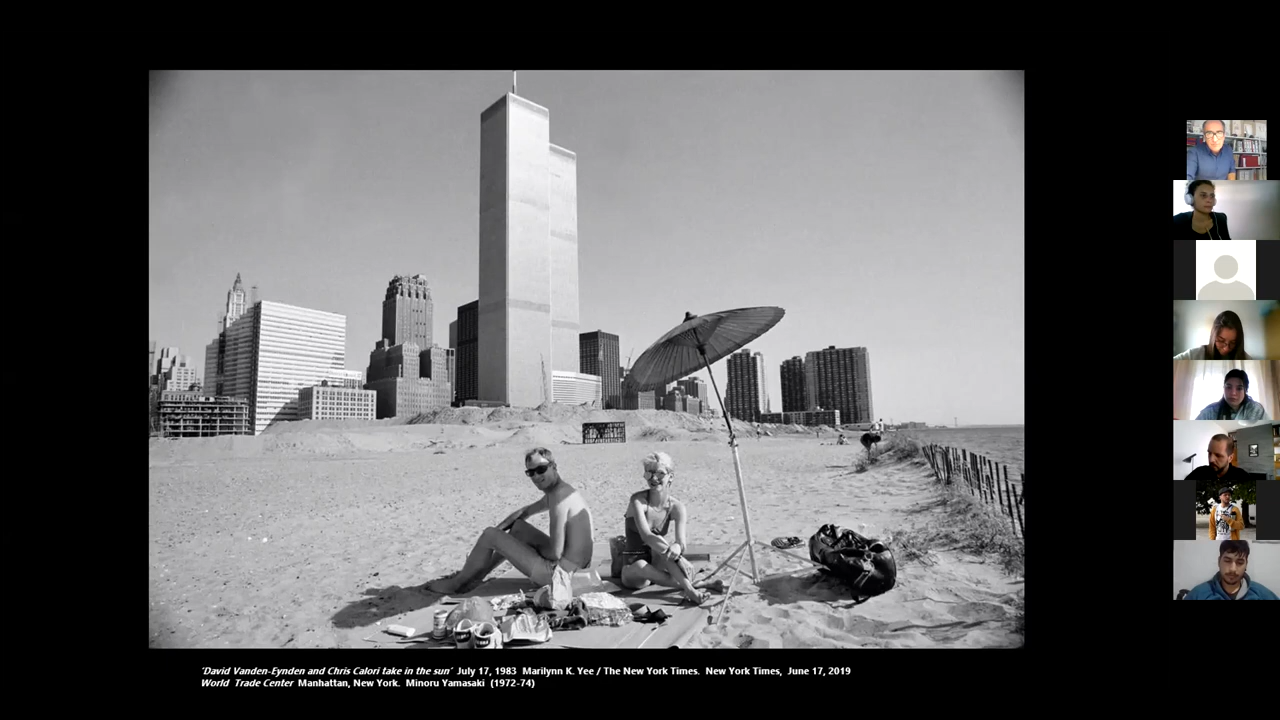 'David Vanden-Eynden and Chris Calori take in the sun' July 17, 1983 Marilynn K. Yee / The New York Times. New York Times, June 17, 2019
World Trade Center Manhattan, New York. Minoru Yamasaki (1972-74)